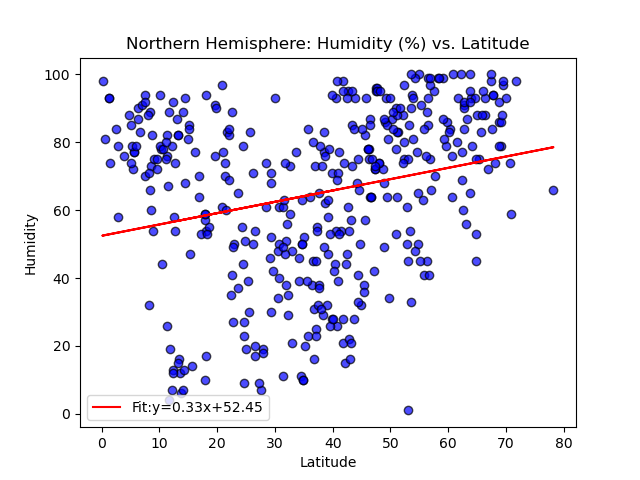 Northern Hemisphere: Humidity (%) vs. Latitude
100
80
60
40
20
0
Humidity
Fit:y=0.33x+52.45
0 10 20 30 40 50 60 70 80
Latitude